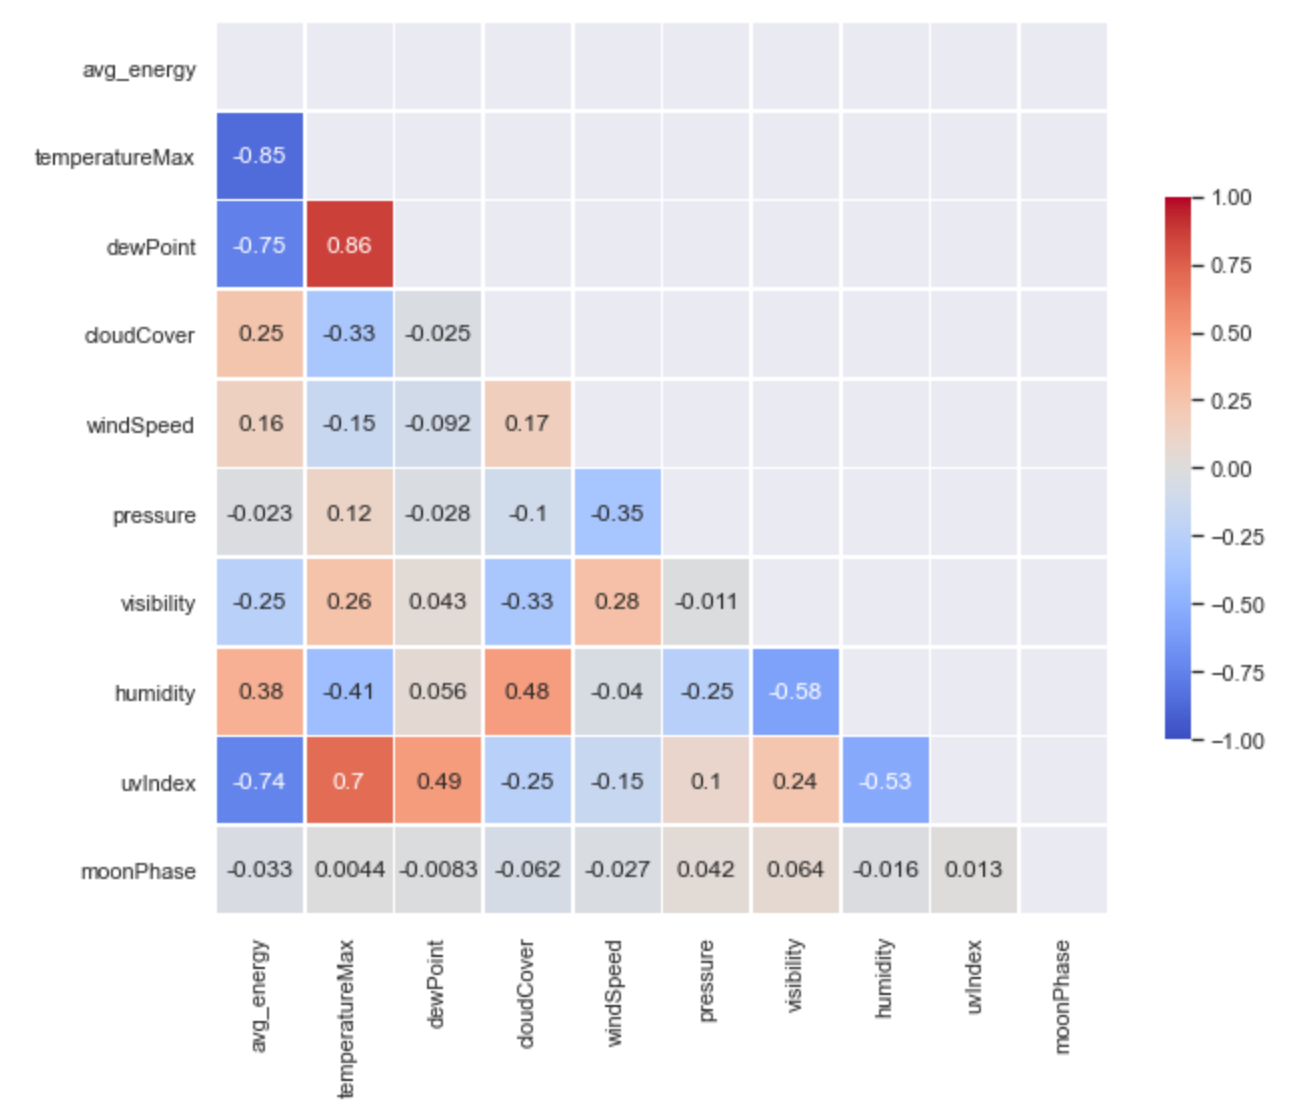 avg_energy
temperatureMax -0.85
dewPoint -0.75 0.86
cloudCover 0.25 -0.33 -0.025
windSpeed 0.16 -0.15 -0.092 0.17
pressure -0.023 0.12 -0.028 -0.1 -0.35
visibility -0.25 0.26 0.043 -0.33 0.28 -0.011
humidity 0.38 -0.41 0.056 0.48 -0.04 -0.25 -0.58
uvIndex -0.74 0.7 0.49 -0.25 -0.15 0.1 0.24 -0.53
moonPhase -0.033 0.0044 -0.0083 -0.062 -0.027 0.042 0.064 -0.016 0.013
avg_energy temperatureMax dewPoint cloudCover windSpeed pressure visibility humidity uvIndex moonPhase
1.00
0.75
0.50
0.25
0.00
−0.25
−0.50
−0.75
−1.00